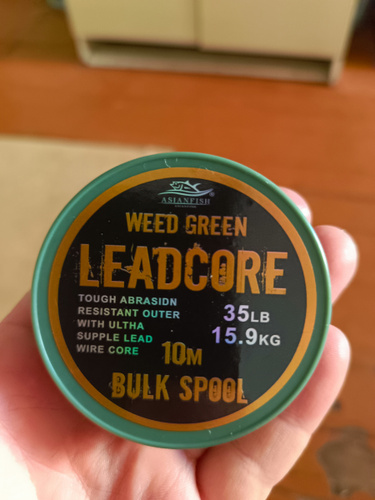 ASIANFISH
WEED GREEN
LEADCORE
TOUGH ABRASIDN
RESISTANT OUTER
WITH ULTHA
SUPPLE LEAD
WIRE CORE
35LB
15.9KG
10M
BULK SPOOL